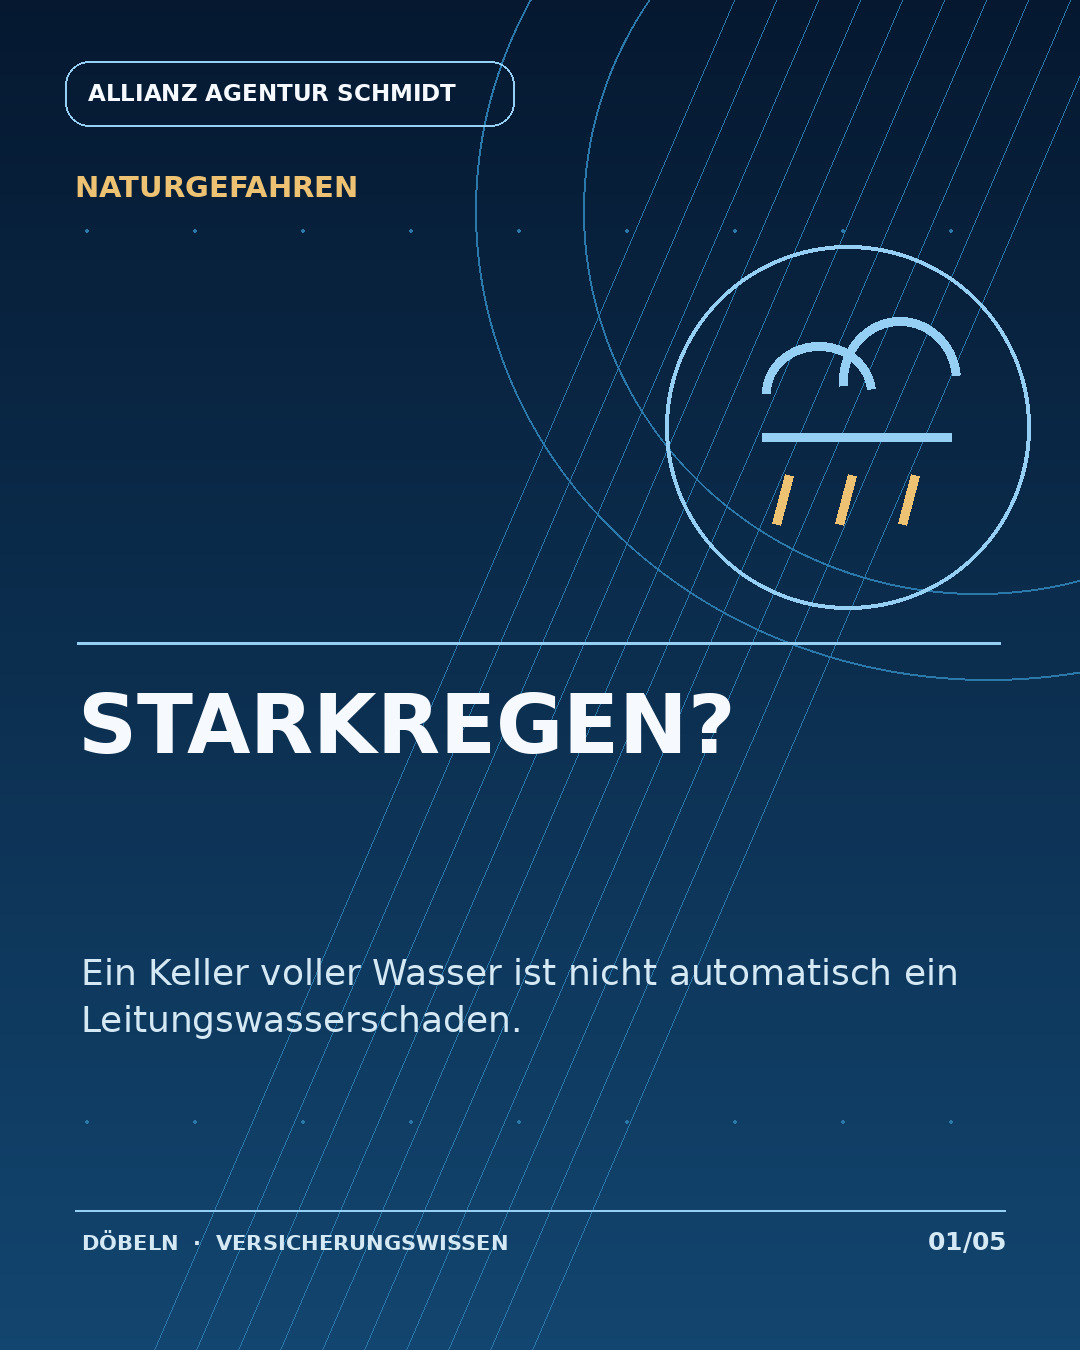 ALLIANZ AGENTUR SCHMIDT
NATURGEFAHREN
STARKREGEN?
Ein Keller voller Wasser ist nicht automatisch ein
Leitungswasserschaden.
DÖBELN · VERSICHERUNGSWISSEN
01/05